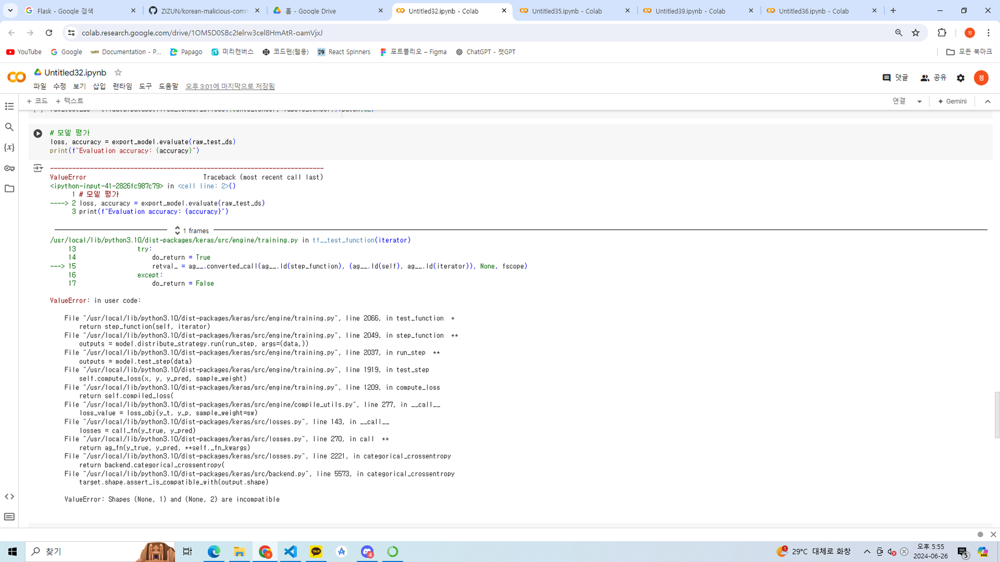 Flask - Google 검색
ZIZUN/korean-malicious-comm
홈 - Google Drive
Untitled32.ipynb - Colab
Untitled35.ipynb - Colab
Untitled39.ipynb - Colab
Untitled36.ipynb - Colab
정
YouTube
Google
Documentation - P...
Papago
미리캔버스
코드펜(웹용)
React Spinners
포트폴리오 – Figma
ChatGPT - 챗GPT
모든 북마크
Untitled32.ipynb
파일 수정 보기 삽입 런타임 도구 도움말 오후 3:01에 마지막으로 저장됨
댓글
공유
정
+ 코드 + 텍스트
연결
Gemini
# 모델 평가
loss, accuracy = export_model.evaluate(raw_test_ds)
print(f"Evaluation accuracy: {accuracy}")
---------------------------------------------------------------------------
ValueError Traceback (most recent call last)
<ipython-input-41-2826fc987c79> in <cell line: 2>()
1 # 모델 평가
----> 2 loss, accuracy = export_model.evaluate(raw_test_ds)
3 print(f"Evaluation accuracy: {accuracy}")
1 frames
/usr/local/lib/python3.10/dist-packages/keras/src/engine/training.py in tf__test_function(iterator)
13 try:
14 do_return = True
---> 15 retval_ = ag__.converted_call(ag__.ld(step_function), (ag__.ld(self), ag__.ld(iterator)), None, fscope)
16 except:
17 do_return = False
ValueError: in user code:
File "/usr/local/lib/python3.10/dist-packages/keras/src/engine/training.py", line 2066, in test_function *
return step_function(self, iterator)
File "/usr/local/lib/python3.10/dist-packages/keras/src/engine/training.py", line 2049, in step_function **
outputs = model.distribute_strategy.run(run_step, args=(data,))
File "/usr/local/lib/python3.10/dist-packages/keras/src/engine/training.py", line 2037, in run_step **
outputs = model.test_step(data)
File "/usr/local/lib/python3.10/dist-packages/keras/src/engine/training.py", line 1919, in test_step
self.compute_loss(x, y, y_pred, sample_weight)
File "/usr/local/lib/python3.10/dist-packages/keras/src/engine/training.py", line 1209, in compute_loss
return self.compiled_loss(
File "/usr/local/lib/python3.10/dist-packages/keras/src/engine/compile_utils.py", line 277, in __call__
loss_value = loss_obj(y_t, y_p, sample_weight=sw)
File "/usr/local/lib/python3.10/dist-packages/keras/src/losses.py", line 143, in __call__
losses = call_fn(y_true, y_pred)
File "/usr/local/lib/python3.10/dist-packages/keras/src/losses.py", line 270, in call **
return ag_fn(y_true, y_pred, **self._fn_kwargs)
File "/usr/local/lib/python3.10/dist-packages/keras/src/losses.py", line 2221, in categorical_crossentropy
return backend.categorical_crossentropy(
File "/usr/local/lib/python3.10/dist-packages/keras/src/backend.py", line 5573, in categorical_crossentropy
target.shape.assert_is_compatible_with(output.shape)
ValueError: Shapes (None, 1) and (None, 2) are incompatible
찾기
29°C 대체로 화창
오후 5:55
2024-06-26